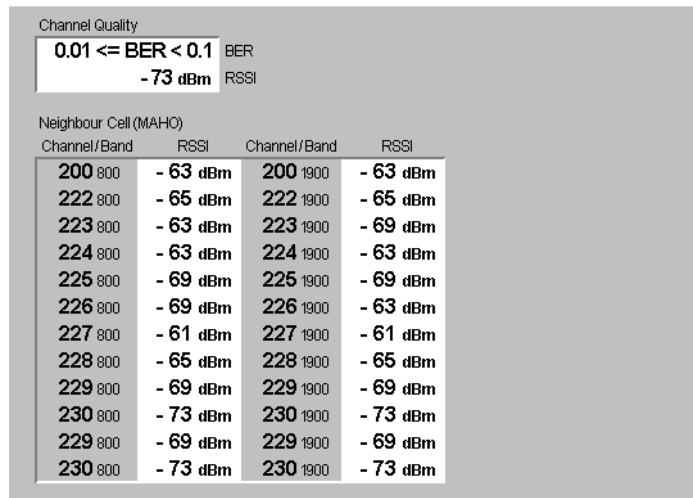 Channel Quality
0.01 <= BER < 0.1 BER
- 73 dBm RSSI
Neighbour Cell (MAHO)
Channel/Band RSSI Channel/Band RSSI
200 800 - 63 dBm 200 1900 - 63 dBm
222 800 - 65 dBm 222 1900 - 65 dBm
223 800 - 63 dBm 223 1900 - 69 dBm
224 800 - 63 dBm 224 1900 - 63 dBm
225 800 - 69 dBm 225 1900 - 69 dBm
226 800 - 69 dBm 226 1900 - 63 dBm
227 800 - 61 dBm 227 1900 - 61 dBm
228 800 - 65 dBm 228 1900 - 65 dBm
229 800 - 69 dBm 229 1900 - 69 dBm
230 800 - 73 dBm 230 1900 - 73 dBm
229 800 - 69 dBm 229 1900 - 69 dBm
230 800 - 73 dBm 230 1900 - 73 dBm